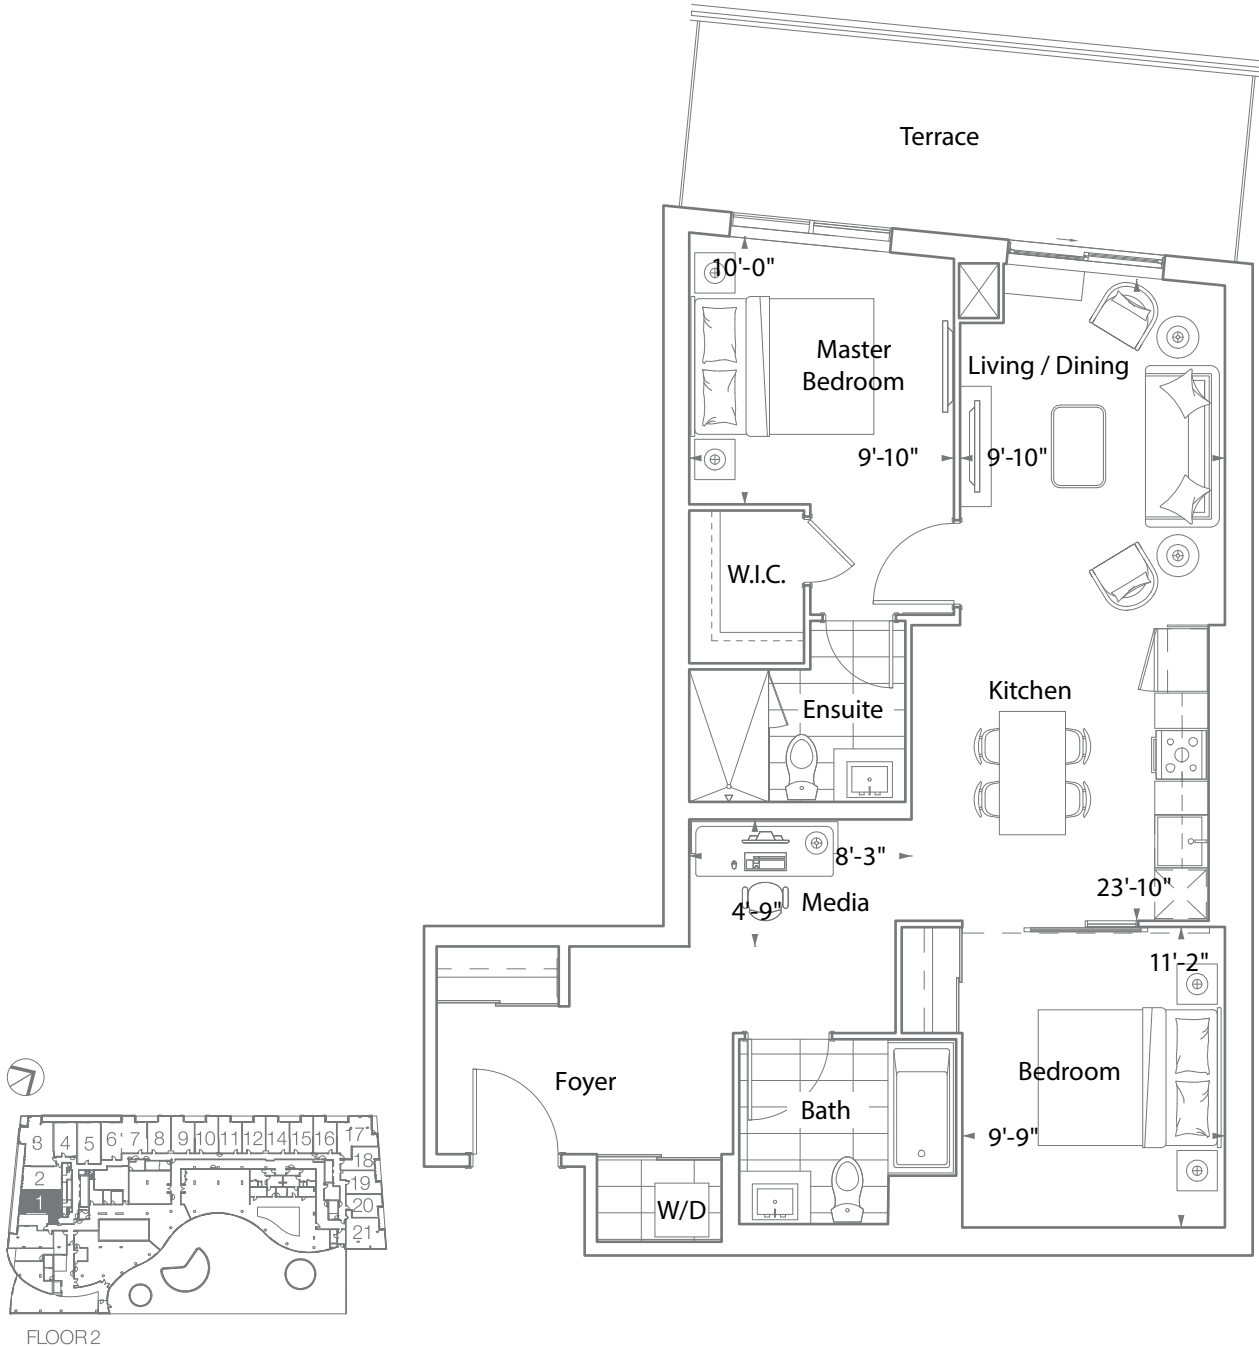 Terrace
10'-0"
Master
Bedroom
Living / Dining
9'-10"
9'-10"
W.I.C.
Kitchen
Ensuite
8'-3"
23'-10"
4'-9"
Media
11'-2"
Foyer
Bedroom
Bath
9'-9"
W/D
3 4 5 6 7 8 9 10 11 12 14 15 16 17
18
2
19
1
20
21
FLOOR 2